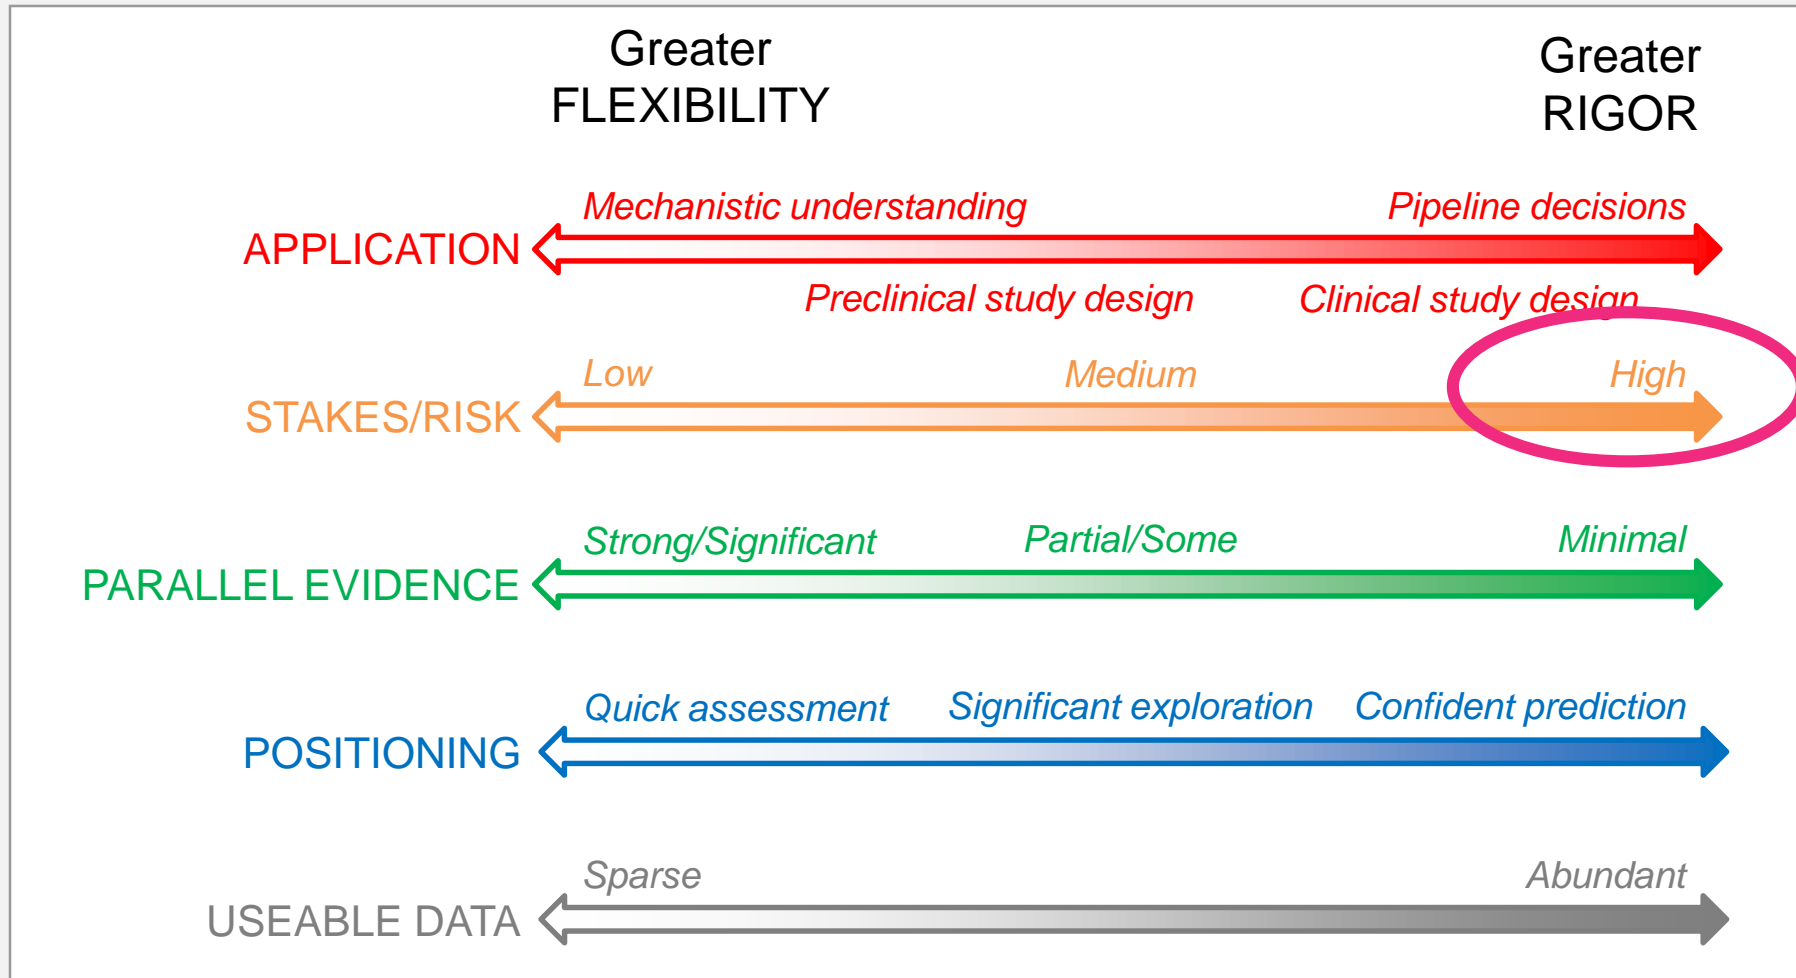 Greater
FLEXIBILITY
Greater
RIGOR
Mechanistic understanding
Pipeline decisions
APPLICATION
Preclinical study design
Clinical study design
Low
Medium
High
STAKES/RISK
Strong/Significant
Partial/Some
Minimal
PARALLEL EVIDENCE
Quick assessment
Significant exploration
Confident prediction
POSITIONING
Sparse
Abundant
USEABLE DATA